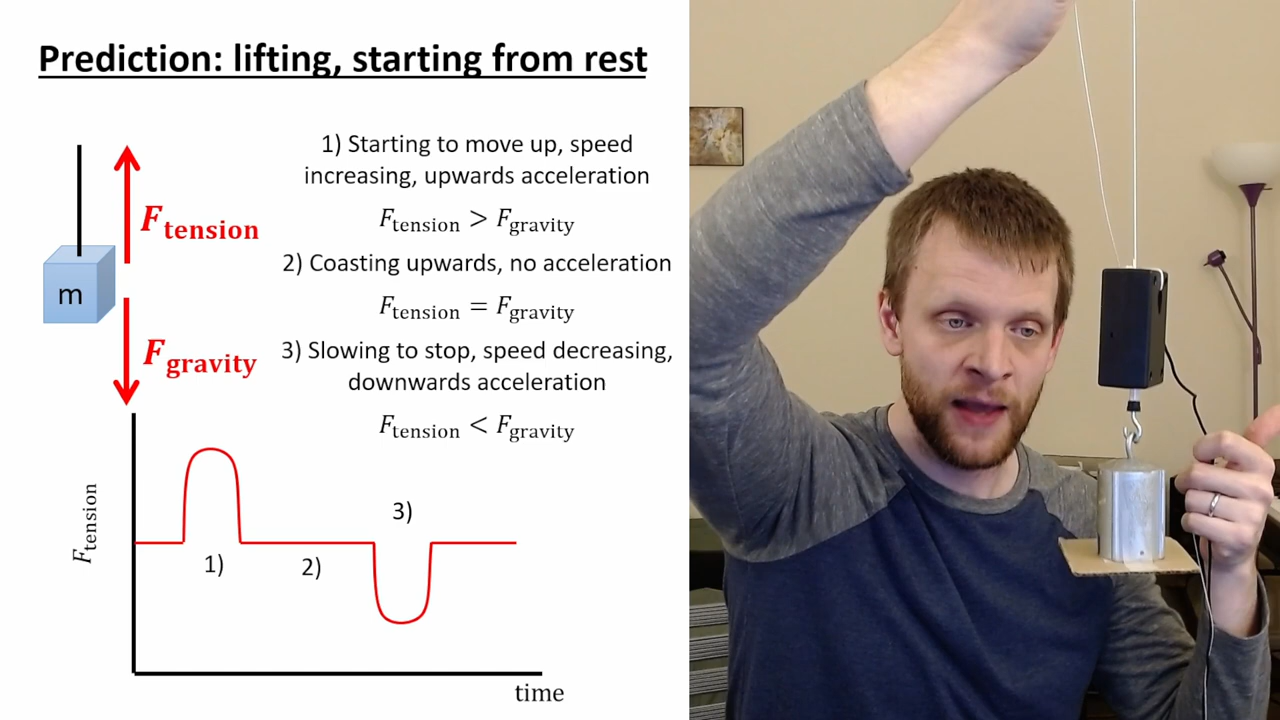 Prediction: lifting, starting from rest
1) Starting to move up, speed
increasing, upwards acceleration
F_tension > F_gravity
2) Coasting upwards, no acceleration
F_tension = F_gravity
3) Slowing to stop, speed decreasing,
downwards acceleration
F_tension < F_gravity
F_tension
m
F_gravity
F_tension
1)
2)
3)
time